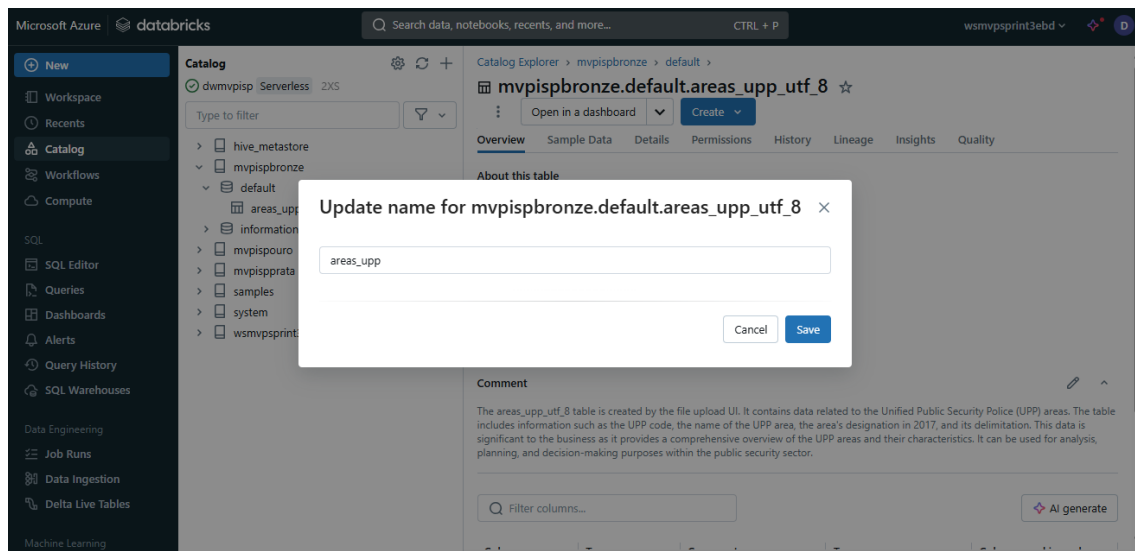 Microsoft Azure databricks
Search data, notebooks, recents, and more... CTRL + P
wsmvpsprint3ebd
D
New
Workspace
Recents
Catalog
Workflows
Compute
SQL
SQL Editor
Queries
Dashboards
Alerts
Query History
SQL Warehouses
Data Engineering
Job Runs
Data Ingestion
Delta Live Tables
Machine Learning
Catalog
dwmvpisp Serverless 2XS
Type to filter
hive_metastore
mvpispbronze
default
areas_upp
information
mvpispouro
mvpispprata
samples
system
wsmvpsprint
Catalog Explorer > mvpispbronze > default >
mvpispbronze.default.areas_upp_utf_8
Open in a dashboard
Create
Overview Sample Data Details Permissions History Lineage Insights Quality
About this table
Update name for mvpispbronze.default.areas_upp_utf_8
areas_upp
Cancel Save
Comment
The areas_upp_utf_8 table is created by the file upload UI. It contains data related to the Unified Public Security Police (UPP) areas. The table
includes information such as the UPP code, the name of the UPP area, the area's designation in 2017, and its delimitation. This data is
significant to the business as it provides a comprehensive overview of the UPP areas and their characteristics. It can be used for analysis,
planning, and decision-making purposes within the public security sector.
Filter columns...
AI generate